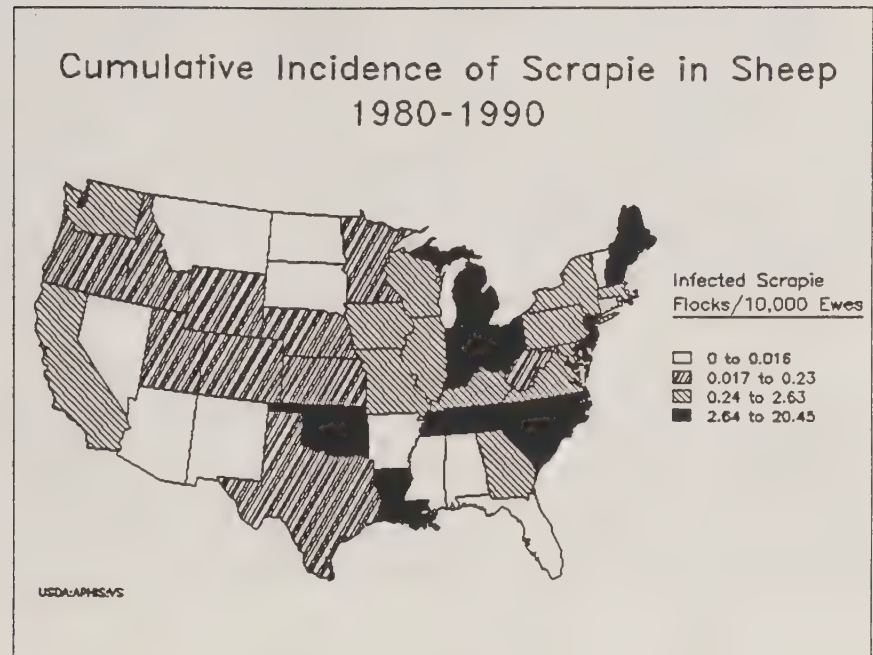 Cumulative Incidence of Scrapie in Sheep
1980-1990
Infected Scrapie
Flocks/10,000 Ewes
0 to 0.016
0.017 to 0.23
0.24 to 2.63
2.64 to 20.45
USDA:APHIS:VS